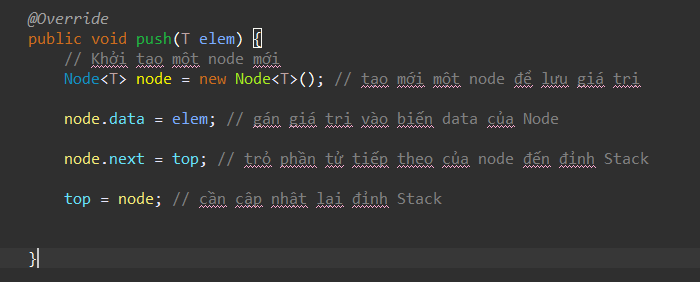 @Override
public void push(T elem) {
// Khởi tạo một node mới
Node<T> node = new Node<T>(); // tạo mới một node để lưu giá trị
node.data = elem; // gán giá trị vào biến data của Node
node.next = top; // trỏ phần tử tiếp theo của node đến đỉnh Stack
top = node; // cần cập nhật lại đỉnh Stack
}